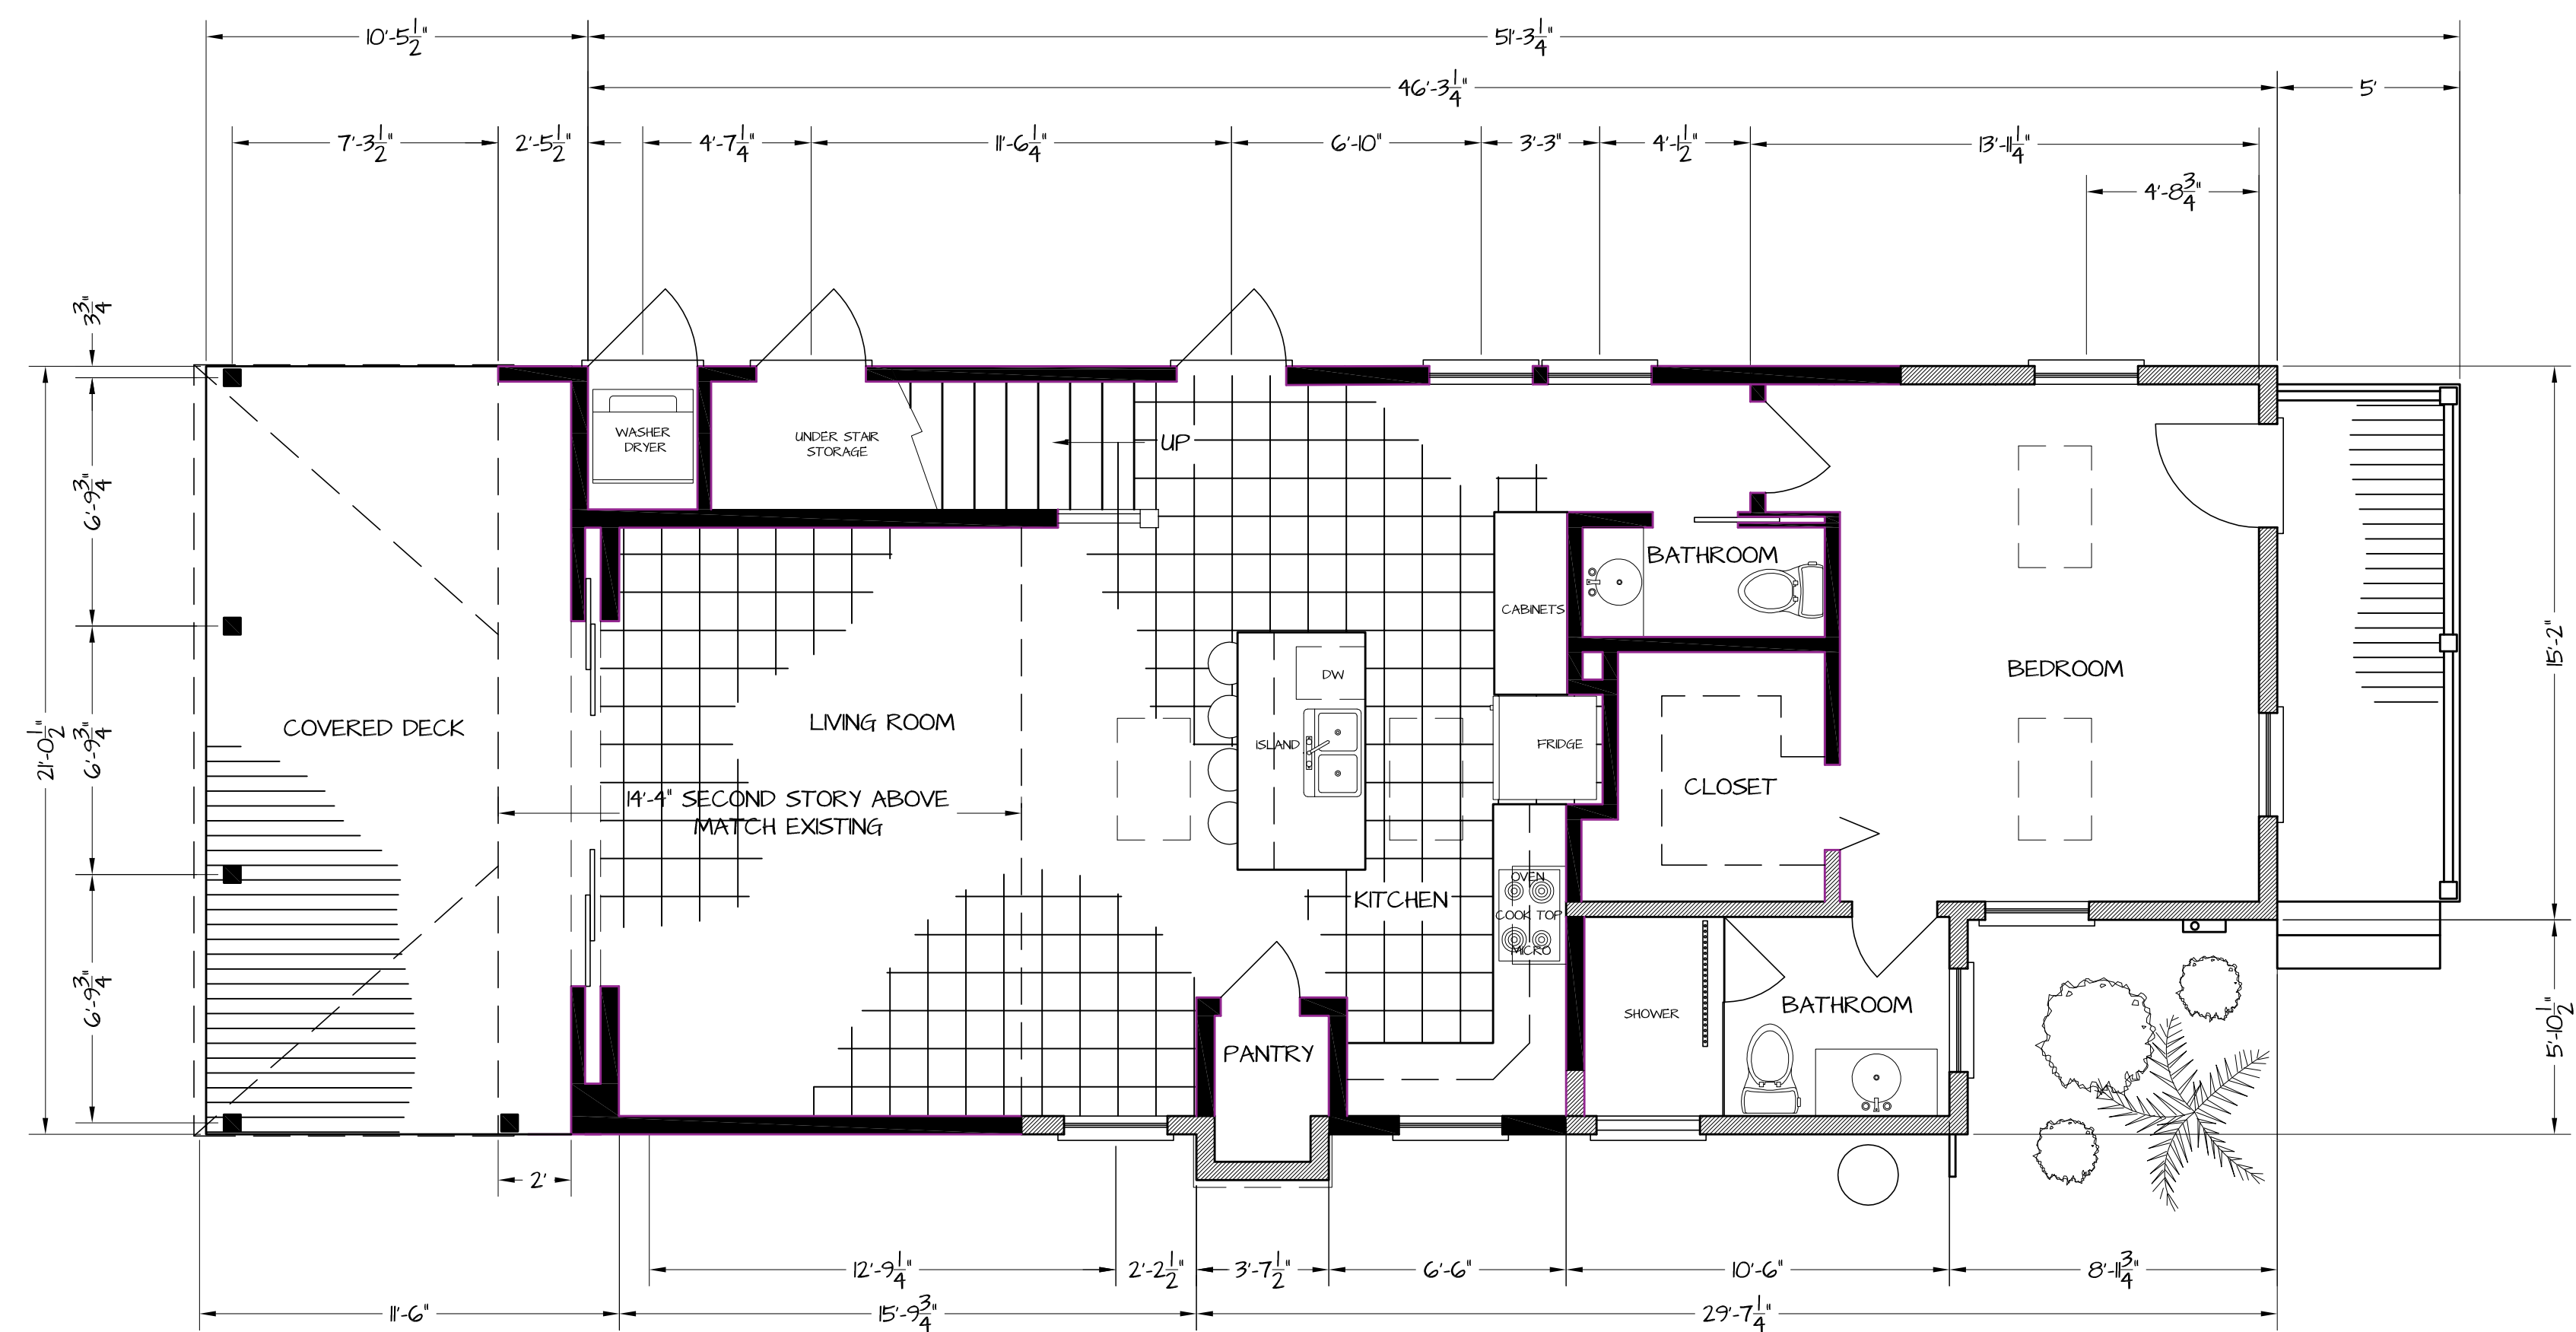 10'-5 1/2"
51'-3 1/4"
46'-3 1/4"
5'
7'-3 1/2"
2'-5 1/2"
4'-7 1/4"
11'-6 1/4"
6'-10"
3'-3"
4'-1 1/2"
13'-11 1/4"
4'-8 3/4"
3 3/4"
6'-9 3/4"
6'-9 3/4"
6'-9 3/4"
21'-0 1/2"
15'-2"
5'-10 1/2"
WASHER
DRYER
UNDER STAIR
STORAGE
UP
BATHROOM
CABINETS
BEDROOM
DW
COVERED DECK
LIVING ROOM
ISLAND
FRIDGE
CLOSET
14'-4" SECOND STORY ABOVE
MATCH EXISTING
OVEN
KITCHEN
COOK TOP
MICRO
SHOWER
BATHROOM
PANTRY
2'
12'-9 1/4"
2'-2 1/2"
3'-7 1/2"
6'-6"
10'-6"
8'-11 3/4"
11'-6"
15'-9 3/4"
29'-7 1/4"